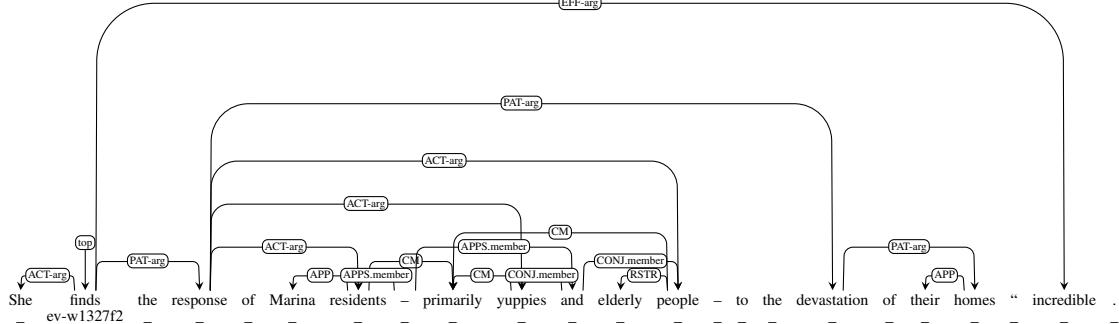 EFF-arg
PAT-arg
ACT-arg
ACT-arg
CM
top
ACT-arg
APPS.member
ACT-arg
PAT-arg
APP
APPS.member
CM
CM
CONJ.member
CONJ.member
RSTR
PAT-arg
APP
She finds the response of Marina residents – primarily yuppies and elderly people – to the devastation of their homes “ incredible .
ev-w1327f2
_ _ _ _ _ _ _ _ _ _ _ _ _ _ _ _ _ _ _ _ _ _